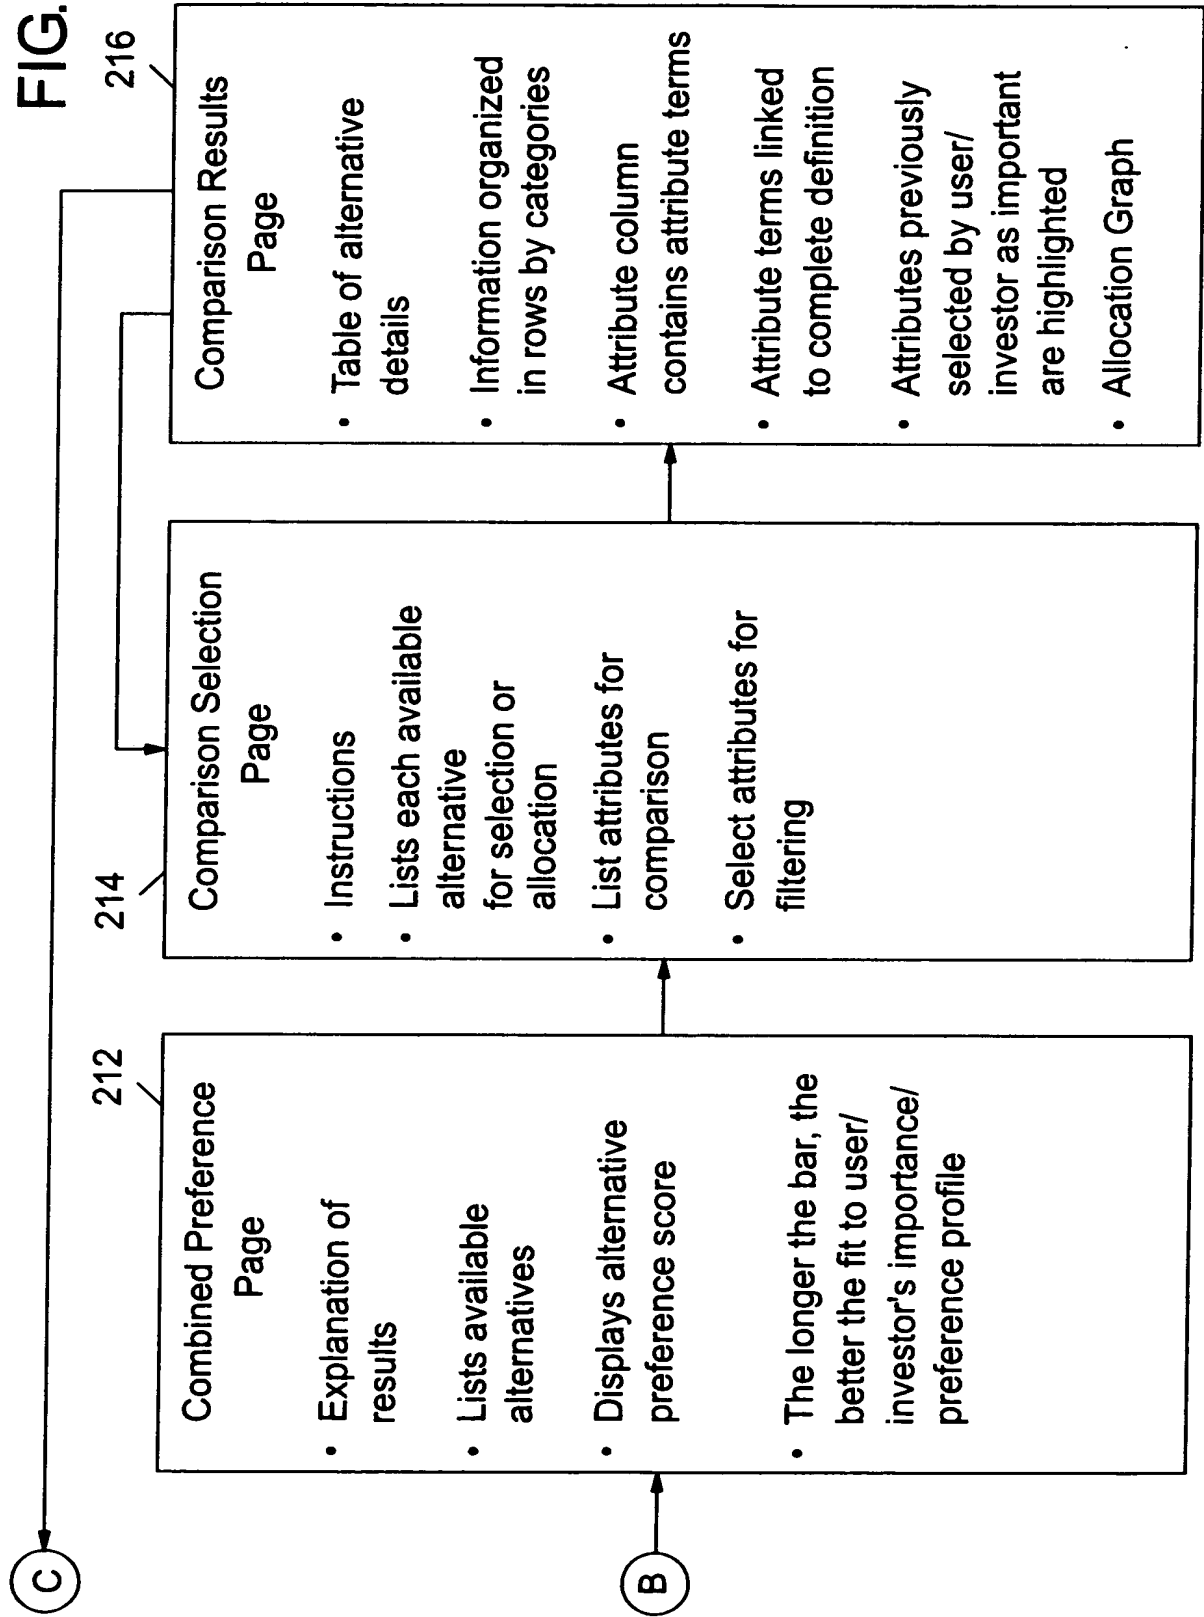 FIG.
C
B
212
Combined Preference
Page
• Explanation of
results
• Lists available
alternatives
• Displays alternative
preference score
• The longer the bar, the
better the fit to user/
investor's importance/
preference profile
214
Comparison Selection
Page
• Instructions
• Lists each available
alternative
for selection or
allocation
• List attributes for
comparison
• Select attributes for
filtering
216
Comparison Results
Page
• Table of alternative
details
• Information organized
in rows by categories
• Attribute column
contains attribute terms
• Attribute terms linked
to complete definition
• Attributes previously
selected by user/
investor as important
are highlighted
• Allocation Graph